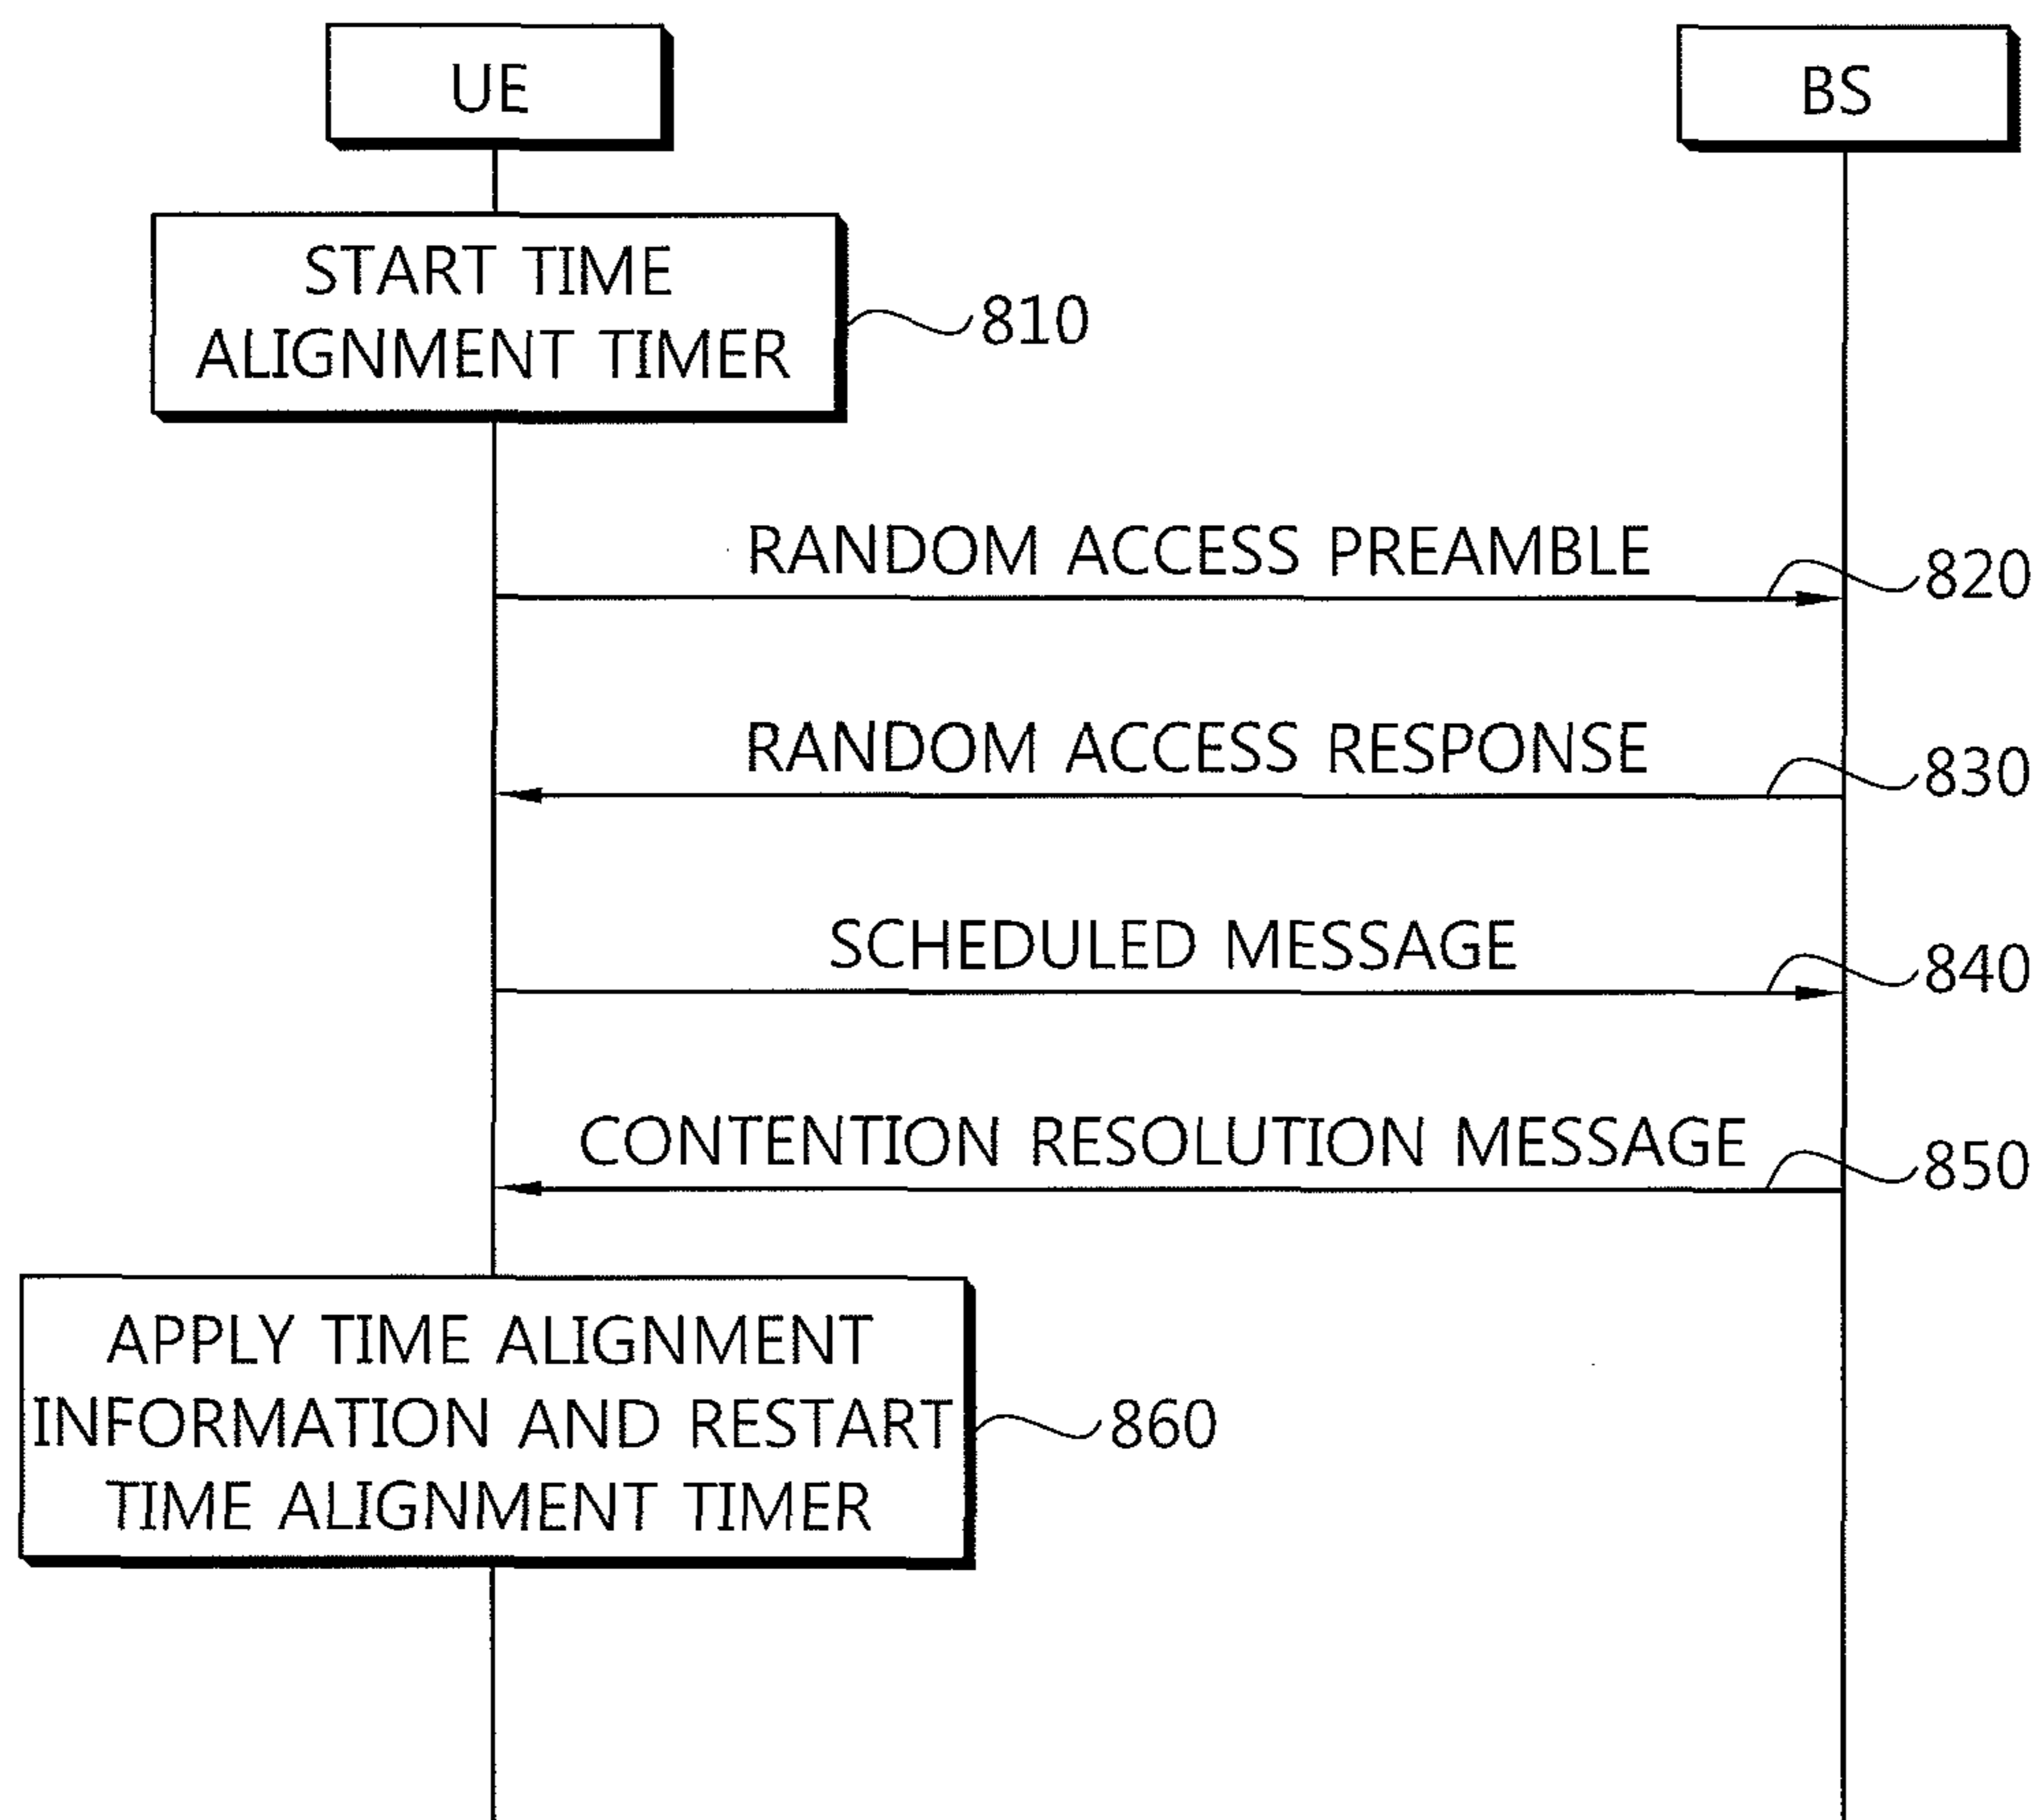 UE
BS
START TIME
ALIGNMENT TIMER
810
RANDOM ACCESS PREAMBLE
820
RANDOM ACCESS RESPONSE
830
SCHEDULED MESSAGE
840
CONTENTION RESOLUTION MESSAGE
850
APPLY TIME ALIGNMENT
INFORMATION AND RESTART
TIME ALIGNMENT TIMER
860